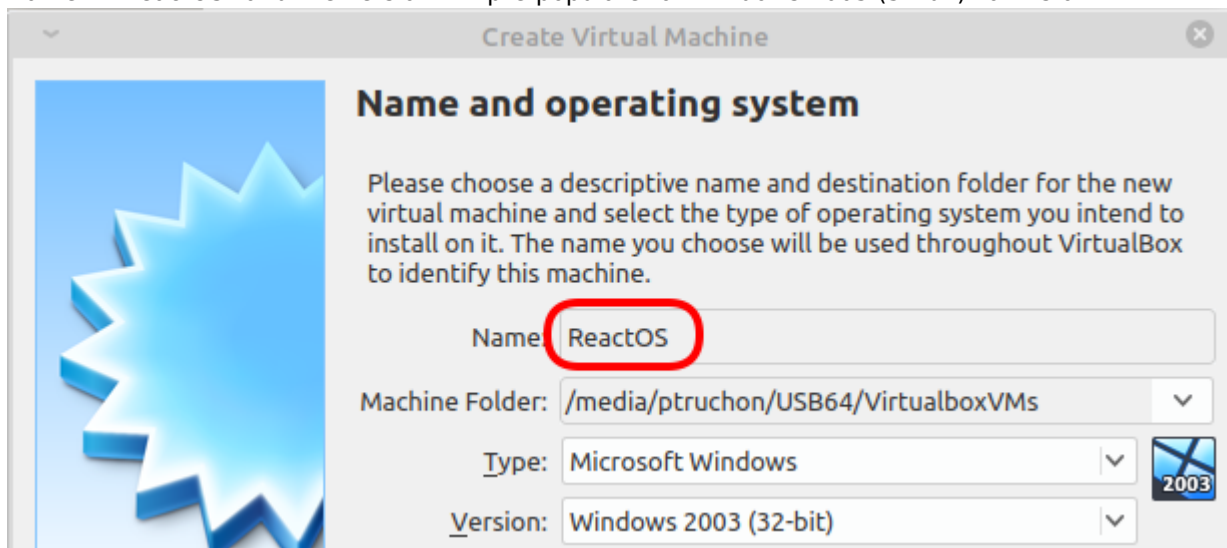 Create Virtual Machine
Name and operating system
Please choose a descriptive name and destination folder for the new
virtual machine and select the type of operating system you intend to
install on it. The name you choose will be used throughout VirtualBox
to identify this machine.
Name: ReactOS
Machine Folder: /media/ptruchon/USB64/VirtualboxVMs
Type: Microsoft Windows
2003
Version: Windows 2003 (32-bit)